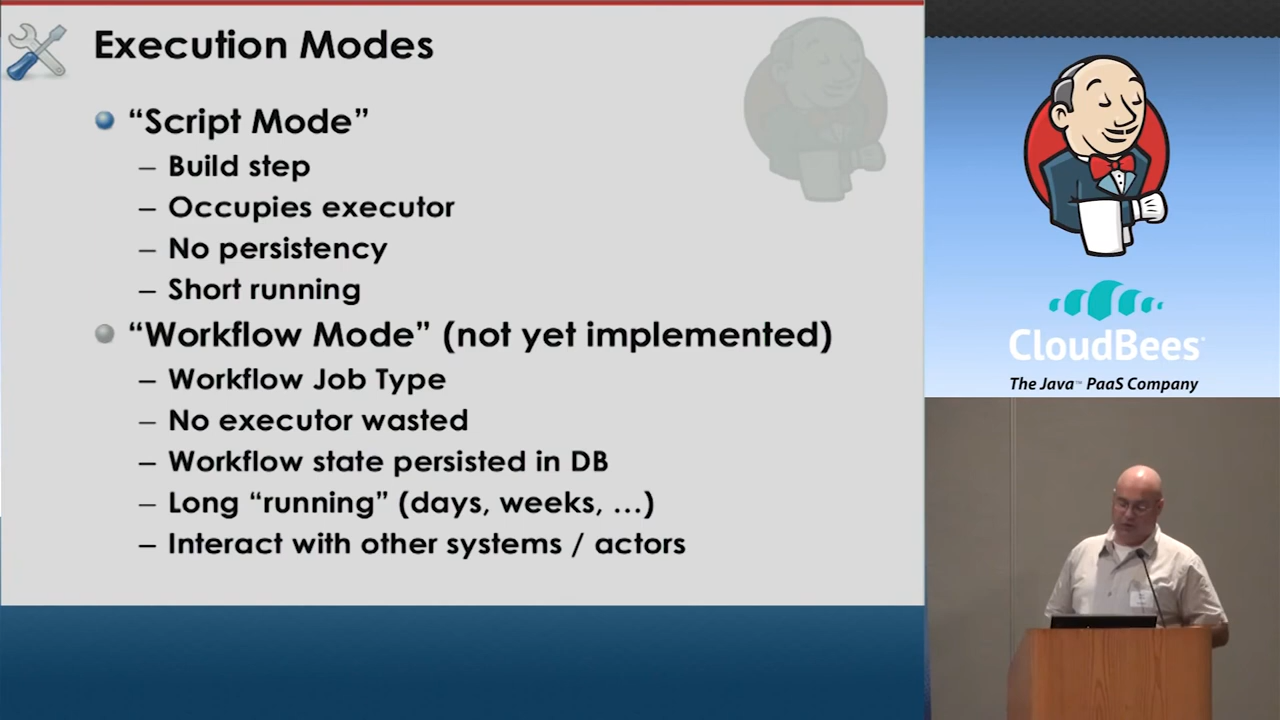 Execution Modes
“Script Mode”
– Build step
– Occupies executor
– No persistency
– Short running
“Workflow Mode” (not yet implemented)
– Workflow Job Type
– No executor wasted
– Workflow state persisted in DB
– Long “running” (days, weeks, …)
– Interact with other systems / actors
CloudBees
The Java™ PaaS Company